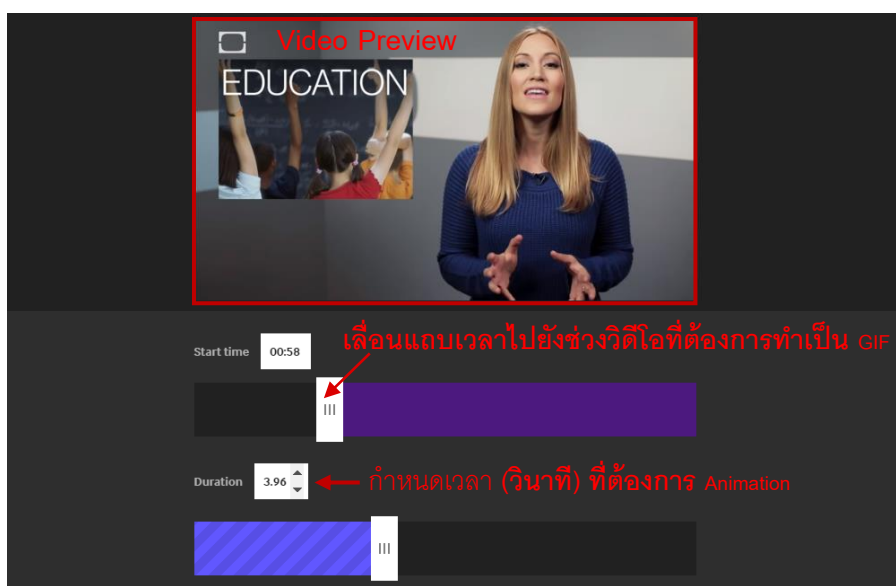 Video Preview
EDUCATION
Start time 00:58
เลื่อนแถบเวลาไปยังช่วงวิดีโอที่ต้องการทำเป็น GIF
Duration 3.96
กำหนดเวลา (วินาที) ที่ต้องการ Animation